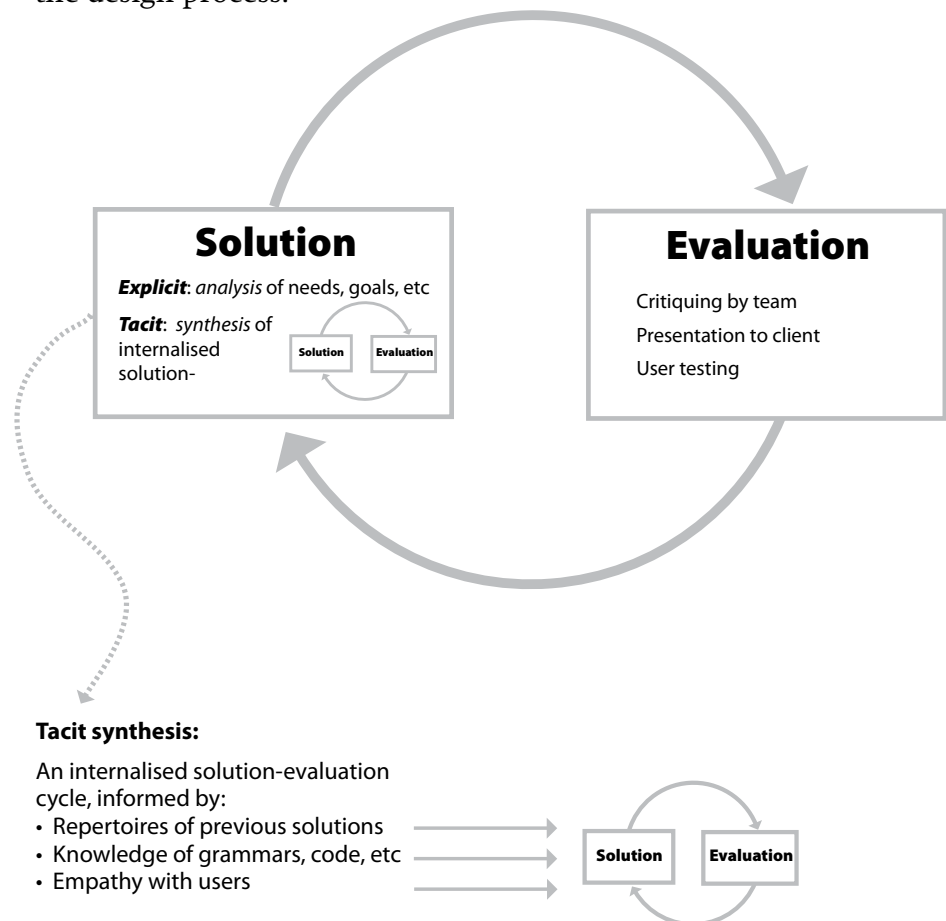 the design process.
Solution
Explicit: analysis of needs, goals, etc
Tacit: synthesis of
internalised
solution-
Solution
Evaluation
Evaluation
Critiquing by team
Presentation to client
User testing
Tacit synthesis:
An internalised solution-evaluation
cycle, informed by:
• Repertoires of previous solutions
• Knowledge of grammars, code, etc
• Empathy with users
Solution
Evaluation